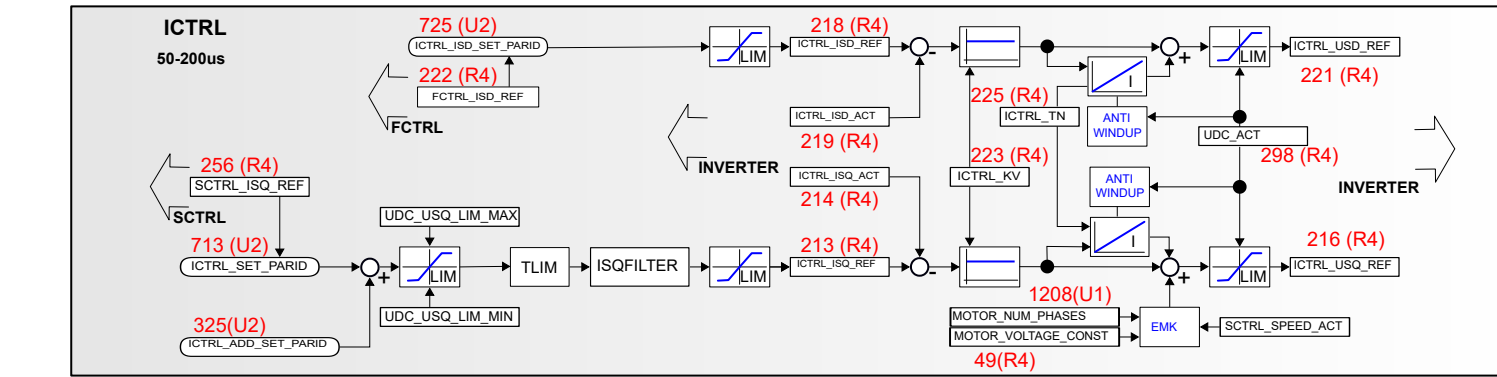 ICTRL
50-200us
725 (U2)
ICTRL_ISD_SET_PARID
222 (R4)
FCTRL_ISD_REF
FCTRL
LIM
218 (R4)
ICTRL_ISD_REF
-
+
LIM
ICTRL_USD_REF
221 (R4)
I
225 (R4)
ICTRL_TN
ANTI
WINDUP
UDC_ACT
298 (R4)
ICTRL_ISD_ACT
219 (R4)
INVERTER
223 (R4)
ICTRL_KV
ICTRL_ISQ_ACT
214 (R4)
ANTI
WINDUP
INVERTER
256 (R4)
SCTRL_ISQ_REF
SCTRL
713 (U2)
ICTRL_SET_PARID
+
UDC_USQ_LIM_MAX
LIM
UDC_USQ_LIM_MIN
TLIM
ISQFILTER
LIM
213 (R4)
ICTRL_ISQ_REF
-
I
+
LIM
216 (R4)
ICTRL_USQ_REF
325(U2)
ICTRL_ADD_SET_PARID
1208(U1)
MOTOR_NUM_PHASES
MOTOR_VOLTAGE_CONST
49(R4)
EMK
SCTRL_SPEED_ACT